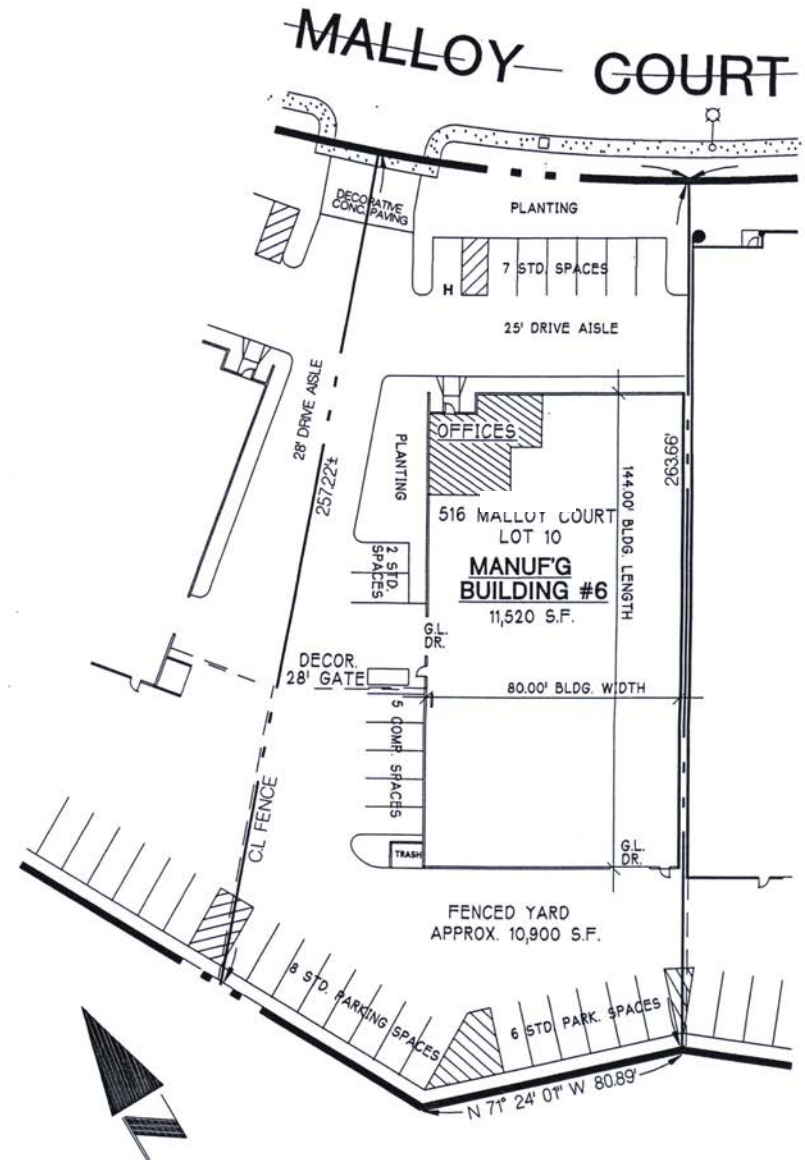 MALLOY COURT
DECORATIVE
CONC. PAVING
PLANTING
7 STD. SPACES
H
25' DRIVE AISLE
28' DRIVE AISLE
257.22'±
PLANTING
OFFICES
263.66'
144.00' BLDG. LENGTH
516 MALLOY COURT
LOT 10
MANUF'G
BUILDING #6
11,520 S.F.
2 STD.
SPACES
G.L.
DR.
DECOR.
28' GATE
80.00' BLDG. WIDTH
5 COMP. SPACES
C.L FENCE
TRASH
G.L.
DR.
FENCED YARD
APPROX. 10,900 S.F.
8 STD. PARKING SPACES
6 STD. PARK. SPACES
N 71° 24' 01" W 80.89'